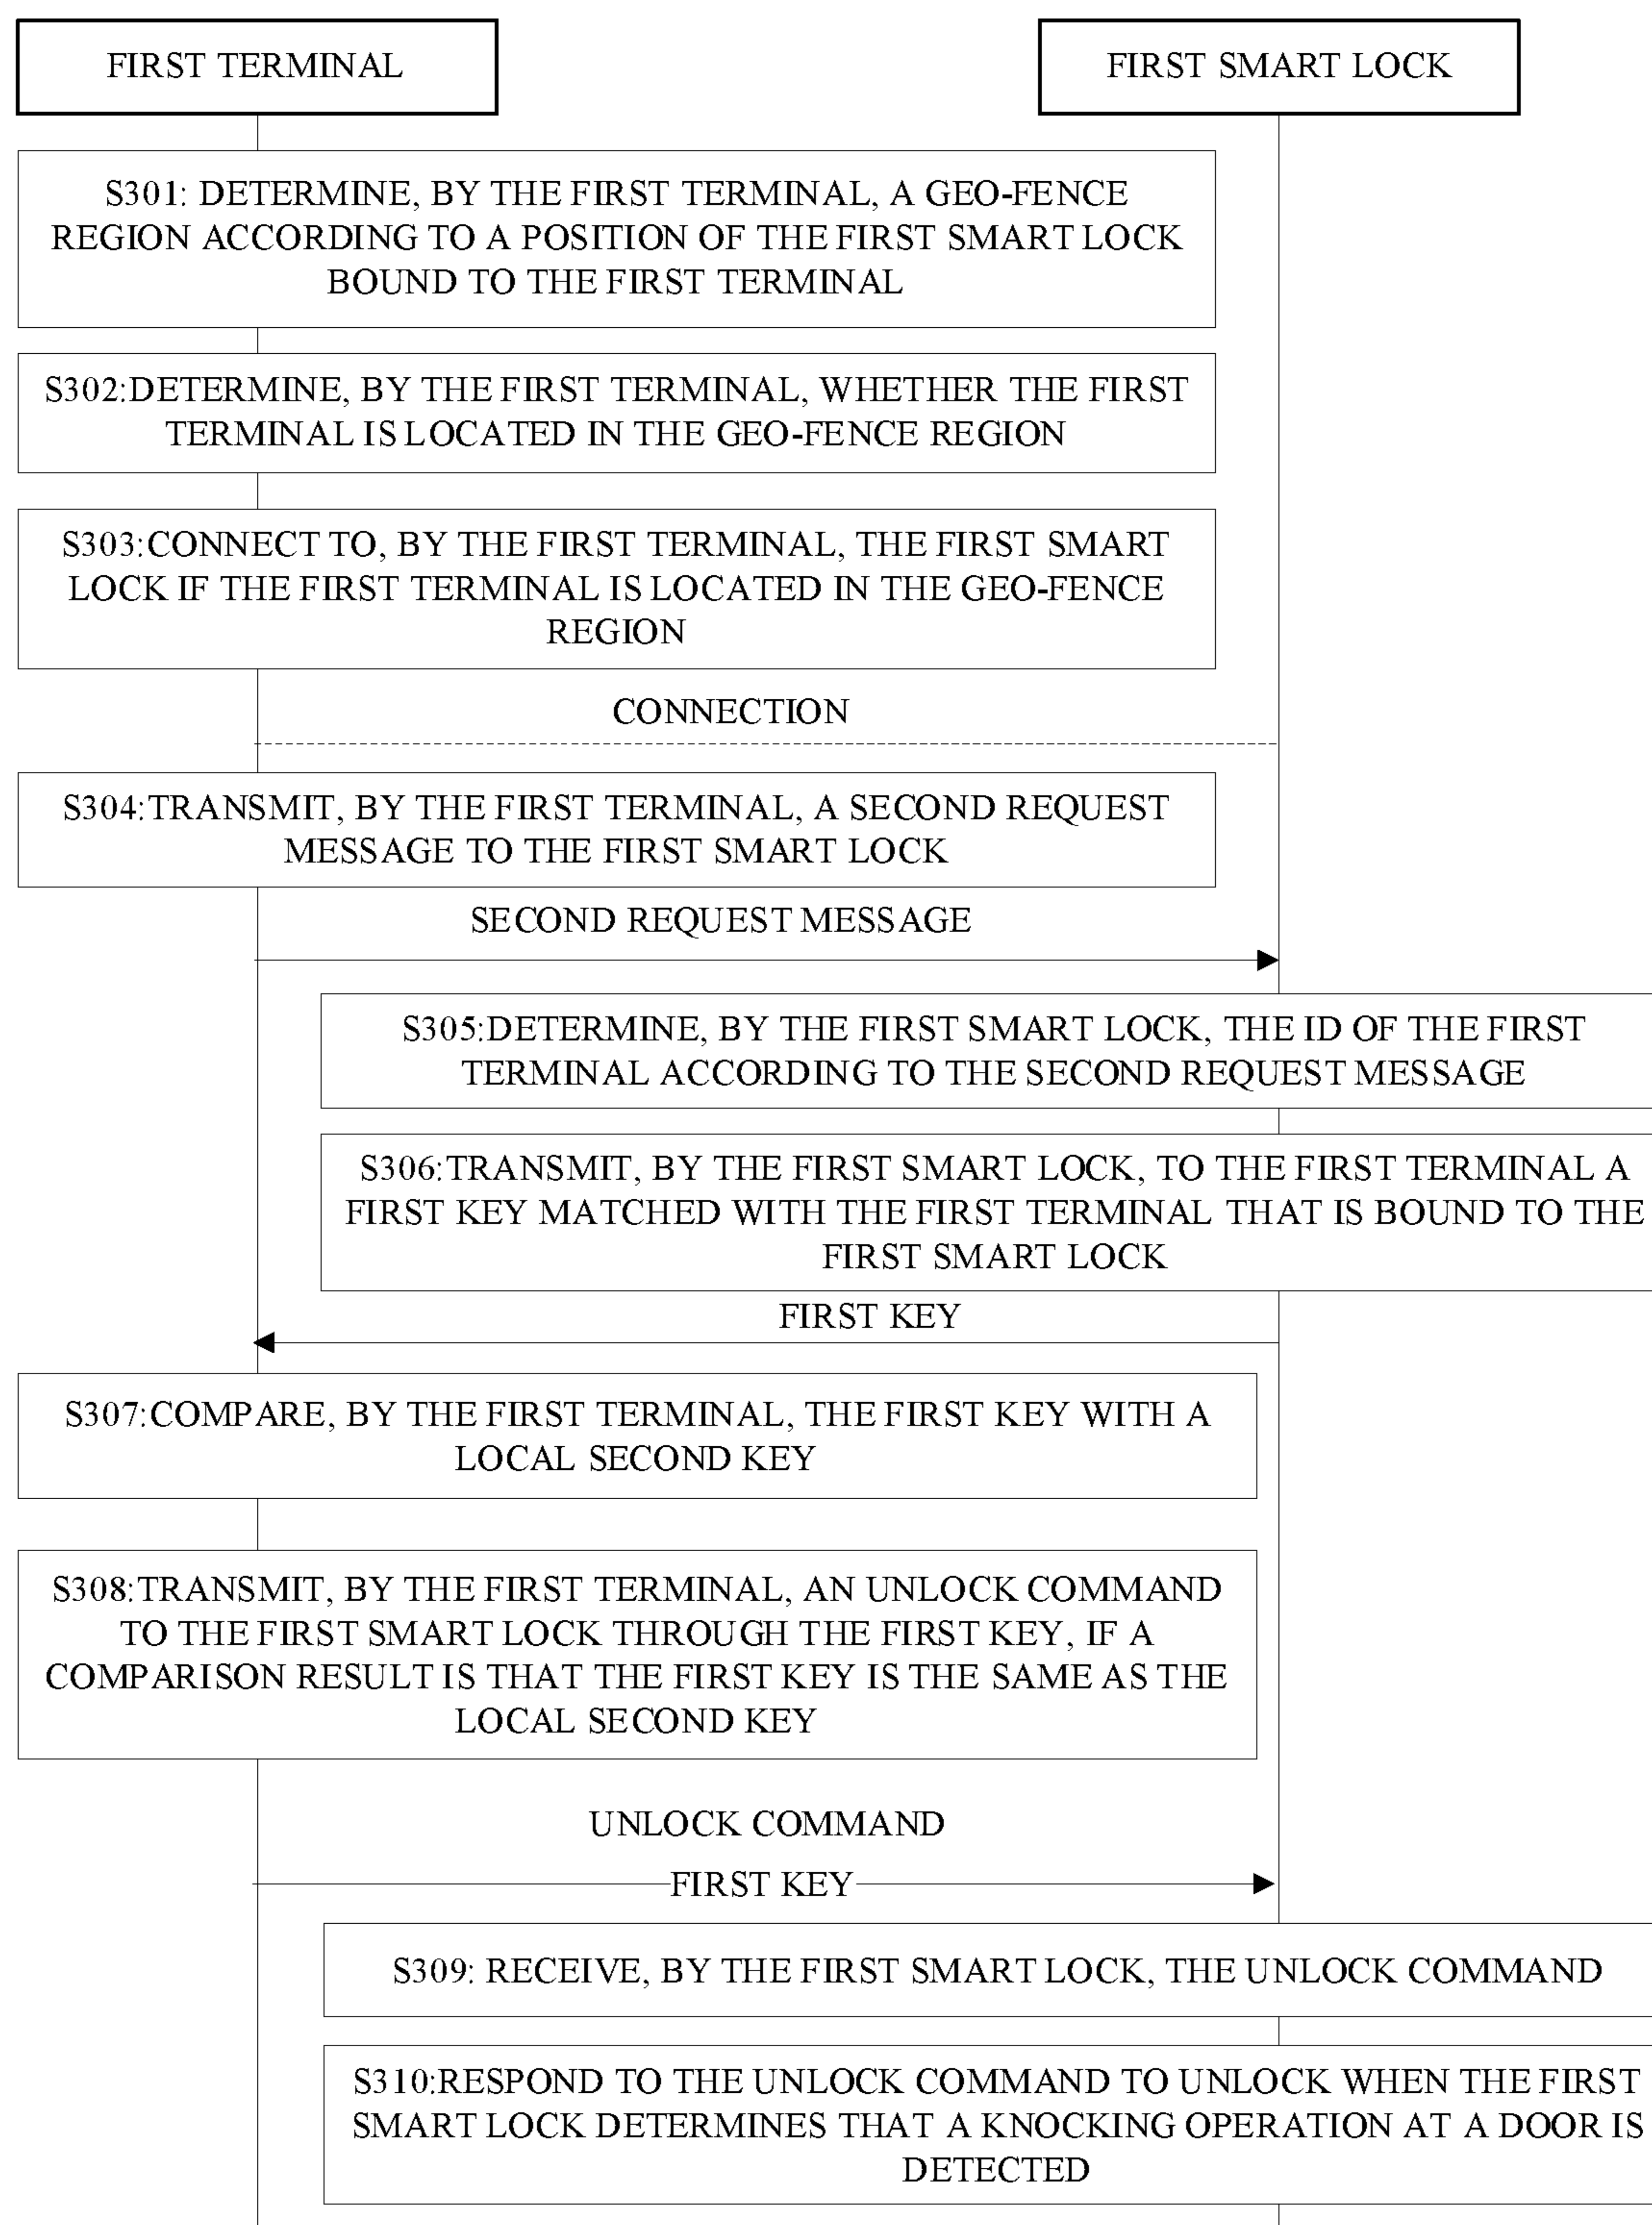 FIRST TERMINAL
FIRST SMART LOCK
S301: DETERMINE, BY THE FIRST TERMINAL, A GEO-FENCE
REGION ACCORDING TO A POSITION OF THE FIRST SMART LOCK
BOUND TO THE FIRST TERMINAL
S302:DETERMINE, BY THE FIRST TERMINAL, WHETHER THE FIRST
TERMINAL IS LOCATED IN THE GEO-FENCE REGION
S303:CONNECT TO, BY THE FIRST TERMINAL, THE FIRST SMART
LOCK IF THE FIRST TERMINAL IS LOCATED IN THE GEO-FENCE
REGION
CONNECTION
S304:TRANSMIT, BY THE FIRST TERMINAL, A SECOND REQUEST
MESSAGE TO THE FIRST SMART LOCK
SECOND REQUEST MESSAGE
S305:DETERMINE, BY THE FIRST SMART LOCK, THE ID OF THE FIRST
TERMINAL ACCORDING TO THE SECOND REQUEST MESSAGE
S306:TRANSMIT, BY THE FIRST SMART LOCK, TO THE FIRST TERMINAL A
FIRST KEY MATCHED WITH THE FIRST TERMINAL THAT IS BOUND TO THE
FIRST SMART LOCK
FIRST KEY
S307:COMPARE, BY THE FIRST TERMINAL, THE FIRST KEY WITH A
LOCAL SECOND KEY
S308:TRANSMIT, BY THE FIRST TERMINAL, AN UNLOCK COMMAND
TO THE FIRST SMART LOCK THROUGH THE FIRST KEY, IF A
COMPARISON RESULT IS THAT THE FIRST KEY IS THE SAME AS THE
LOCAL SECOND KEY
UNLOCK COMMAND
FIRST KEY
S309: RECEIVE, BY THE FIRST SMART LOCK, THE UNLOCK COMMAND
S310:RESPOND TO THE UNLOCK COMMAND TO UNLOCK WHEN THE FIRST
SMART LOCK DETERMINES THAT A KNOCKING OPERATION AT A DOOR IS
DETECTED